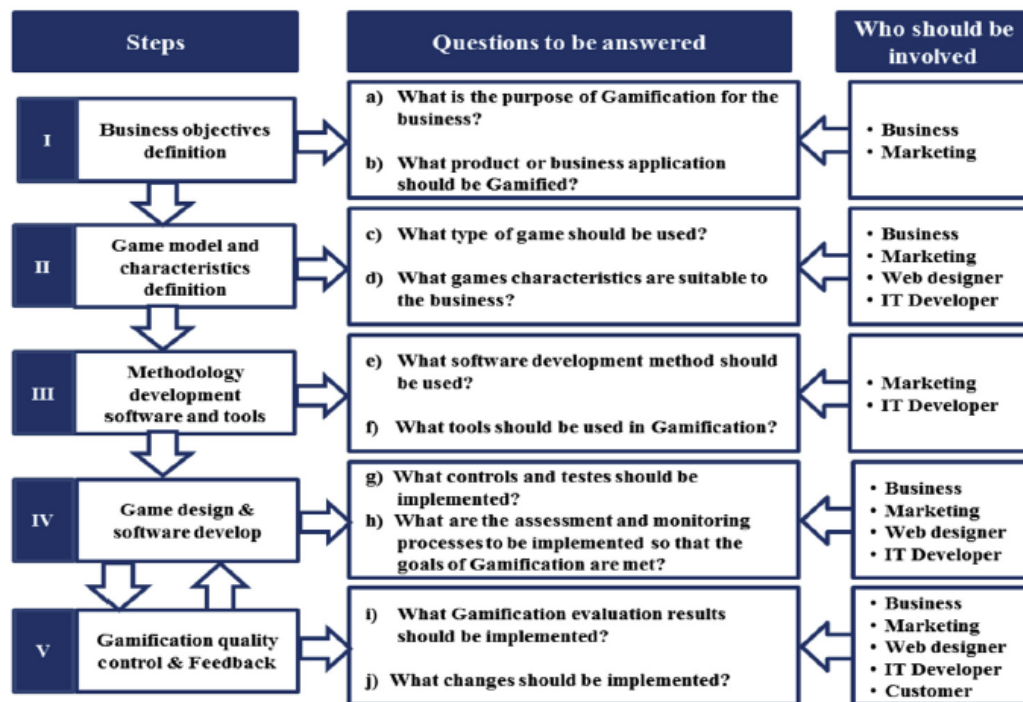 Steps
Questions to be answered
Who should be
involved
I
Business objectives
definition
a) What is the purpose of Gamification for the
business?
b) What product or business application
should be Gamified?
• Business
• Marketing
II
Game model and
characteristics
definition
c) What type of game should be used?
d) What games characteristics are suitable to
the business?
• Business
• Marketing
• Web designer
• IT Developer
III
Methodology
development
software and tools
e) What software development method should
be used?
f) What tools should be used in Gamification?
• Marketing
• IT Developer
IV
Game design &
software develop
g) What controls and testes should be
implemented?
h) What are the assessment and monitoring
processes to be implemented so that the
goals of Gamification are met?
• Business
• Marketing
• Web designer
• IT Developer
V
Gamification quality
control & Feedback
i) What Gamification evaluation results
should be implemented?
j) What changes should be implemented?
• Business
• Marketing
• Web designer
• IT Developer
• Customer